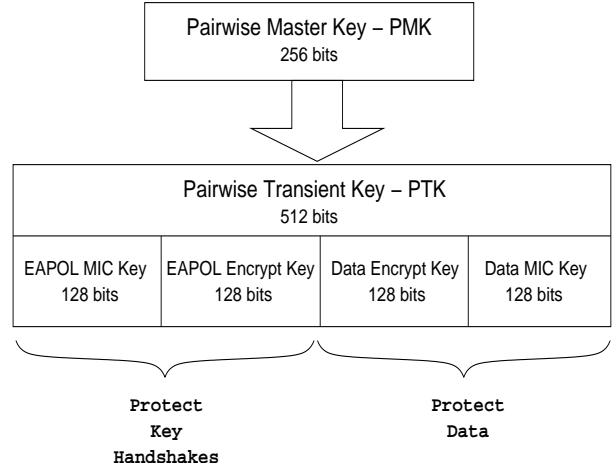 Pairwise Master Key – PMK
256 bits
Pairwise Transient Key – PTK
512 bits
EAPOL MIC Key
128 bits
EAPOL Encrypt Key
128 bits
Data Encrypt Key
128 bits
Data MIC Key
128 bits
Protect
Key
Handshakes
Protect
Data